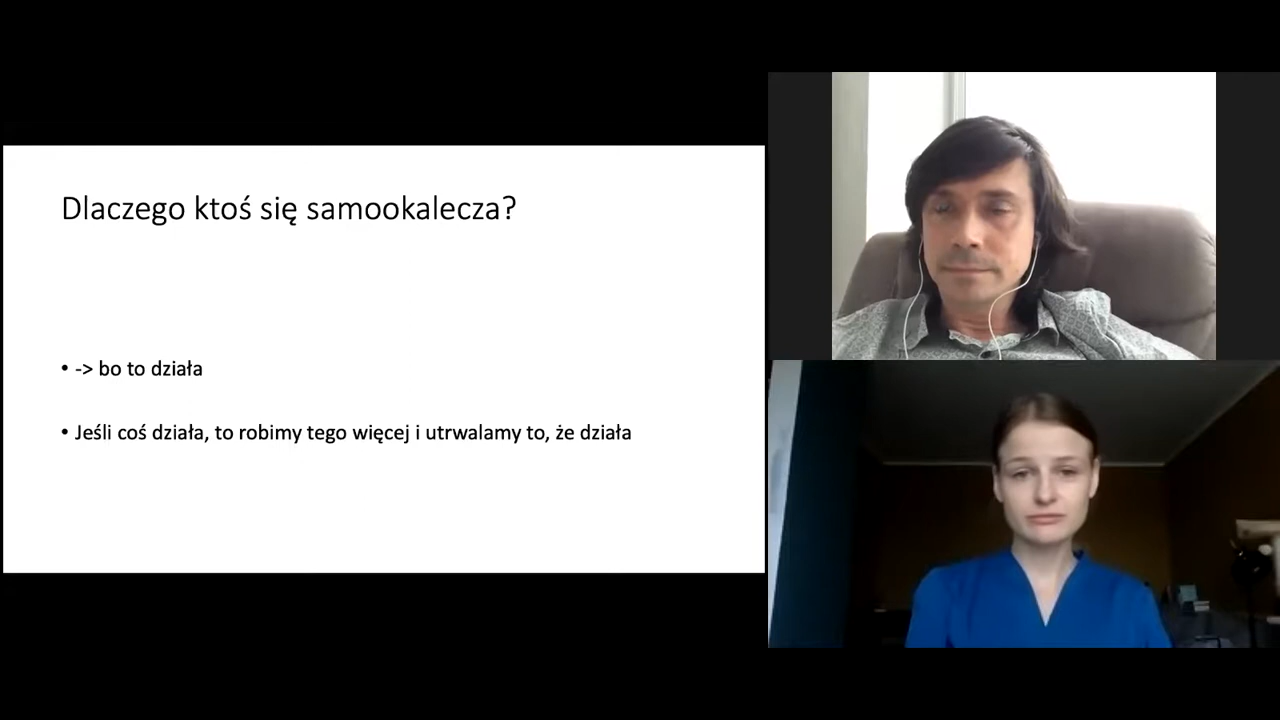 Dlaczego ktoś się samookalecza?
• -> bo to działa
• Jeśli coś działa, to robimy tego więcej i utrwalamy to, że działa